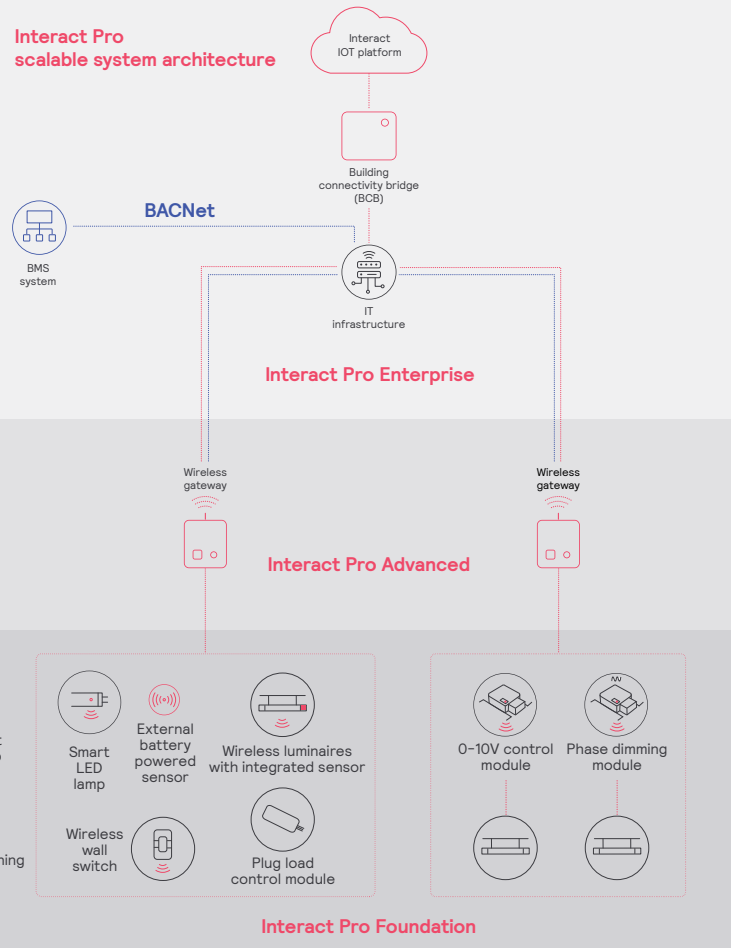 Interact Pro
scalable system architecture
Interact
IOT platform
Building
connectivity bridge
(BCB)
BACNet
BMS
system
IT
infrastructure
Interact Pro Enterprise
Wireless
gateway
Wireless
gateway
Interact Pro Advanced
Smart
LED
lamp
External
battery
powered
sensor
Wireless luminaires
with integrated sensor
0-10V control
module
Phase dimming
module
Wireless
wall
switch
Plug load
control module
Interact Pro Foundation